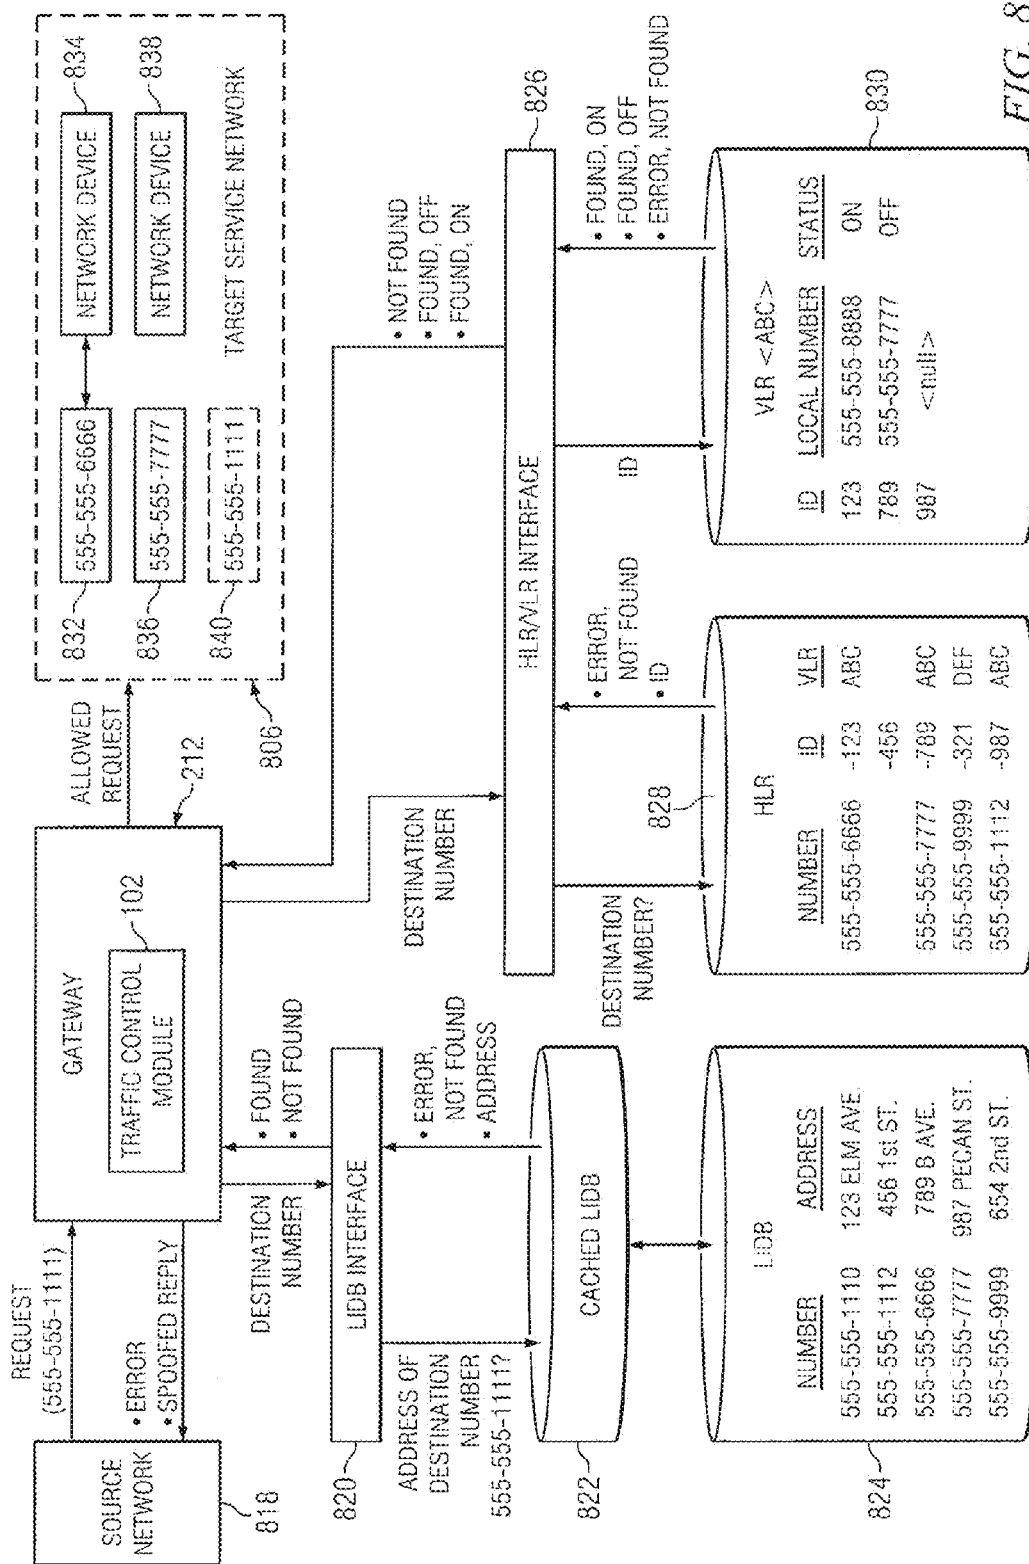 SOURCE
NETWORK
818
REQUEST
(555-555-1111)
• ERROR
• SPOOFED REPLY
GATEWAY
TRAFFIC CONTROL
MODULE
102
212
ALLOWED
REQUEST
806
832
555-555-6666
NETWORK DEVICE
834
836
555-555-7777
NETWORK DEVICE
838
840
555-555-1111
TARGET SERVICE NETWORK
DESTINATION
NUMBER
• FOUND
• NOT FOUND
820
LIDB INTERFACE
ADDRESS OF
DESTINATION
NUMBER
555-555-1111?
• ERROR,
NOT FOUND
• ADDRESS
822
CACHED LIDB
824
LIDB
NUMBER ADDRESS
555-555-1110 123 ELM AVE.
555-555-1112 456 1st ST.
555-555-6666 789 B AVE.
555-555-7777 987 PECAN ST.
555-555-9999 654 2nd ST.
DESTINATION
NUMBER
• NOT FOUND
• FOUND, OFF
• FOUND, ON
HLR/VLR INTERFACE
826
DESTINATION
NUMBER?
828
• ERROR,
NOT FOUND
• ID
ID
• FOUND, ON
• FOUND, OFF
• ERROR, NOT FOUND
HLR
NUMBER ID VLR
555-555-6666 -123 ABC
-456
555-555-7777 -789 ABC
555-555-9999 -321 DEF
555-555-1112 -987 ABC
830
VLR <ABC>
ID LOCAL NUMBER STATUS
123 555-555-8888 ON
789 555-555-7777 OFF
987 <null>
FIG. 8